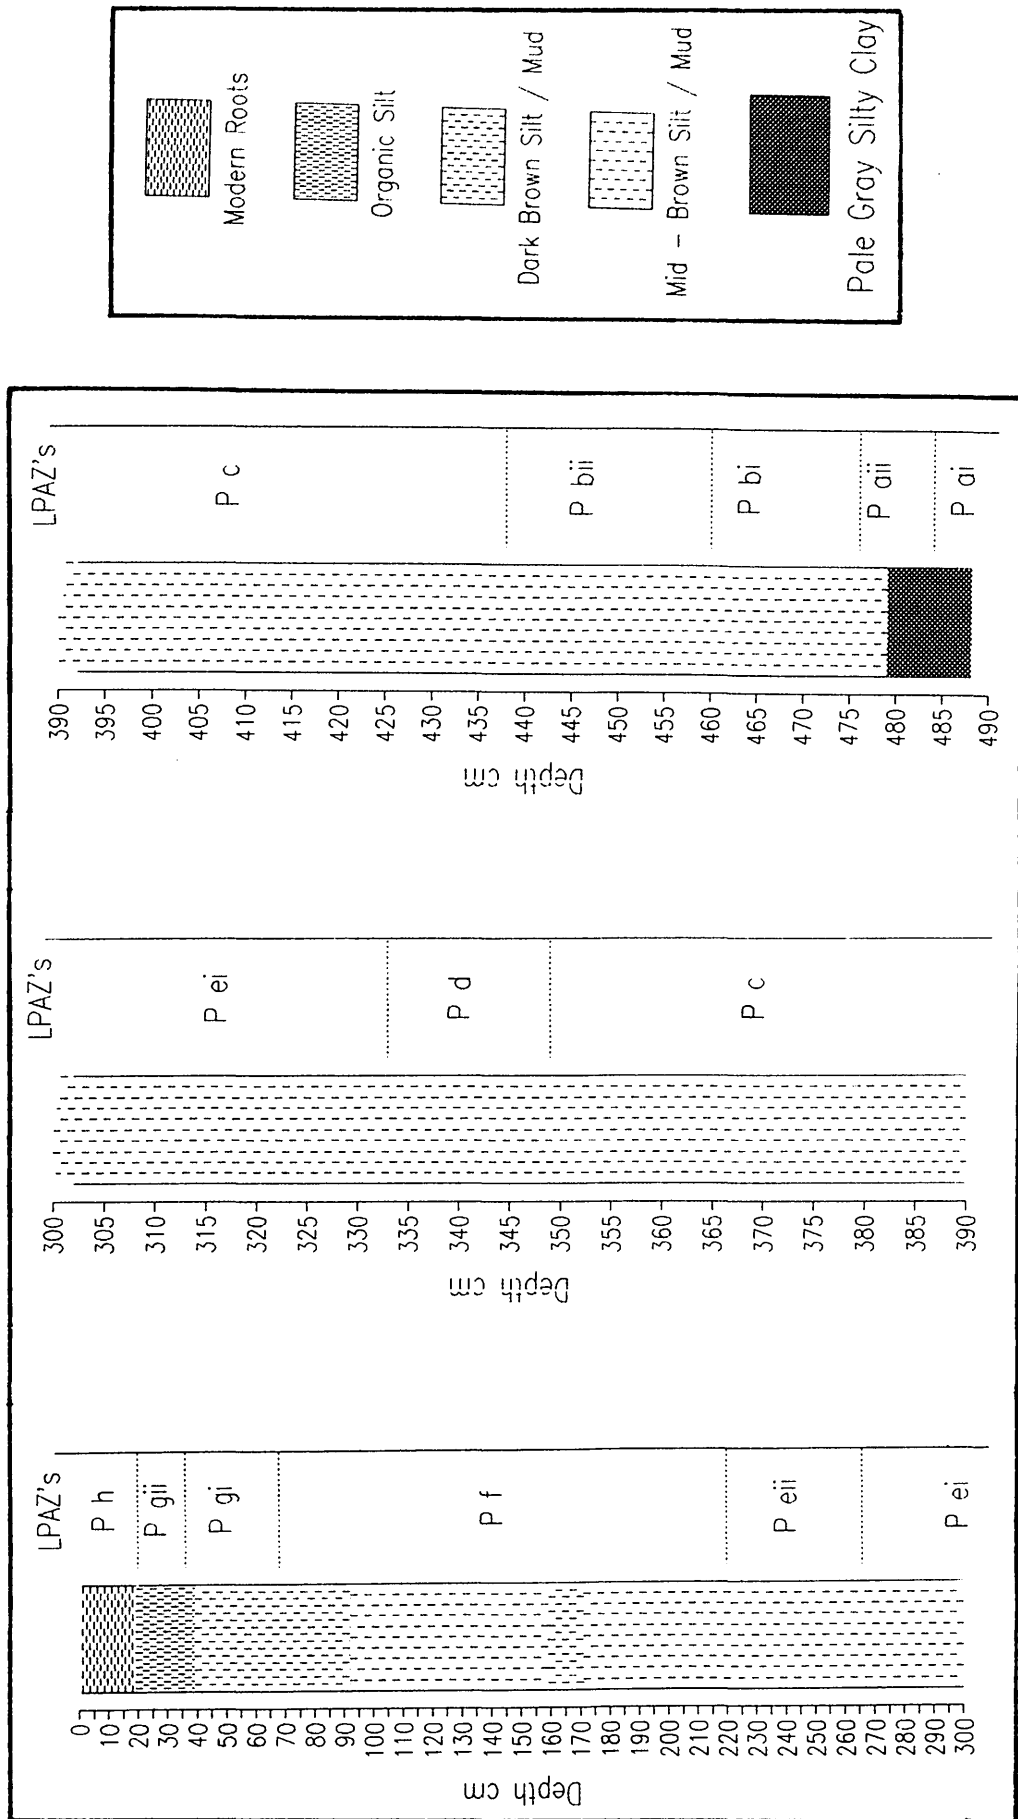 LPAZ's
P h
P gii
P gi
P f
P eii
P ei
0
10
20
30
40
50
60
70
80
90
100
110
120
130
140
150
160
170
180
190
200
210
220
230
240
250
260
270
280
290
300
Depth cm
LPAZ's
P ei
P d
P c
300
305
310
315
320
325
330
335
340
345
350
355
360
365
370
375
380
385
390
Depth cm
LPAZ's
P c
P bii
P bi
P aii
P ai
390
395
400
405
410
415
420
425
430
435
440
445
450
455
460
465
470
475
480
485
490
Depth cm
Modern Roots
Organic Silt
Dark Brown Silt / Mud
Mid - Brown Silt / Mud
Pale Gray Silty Clay